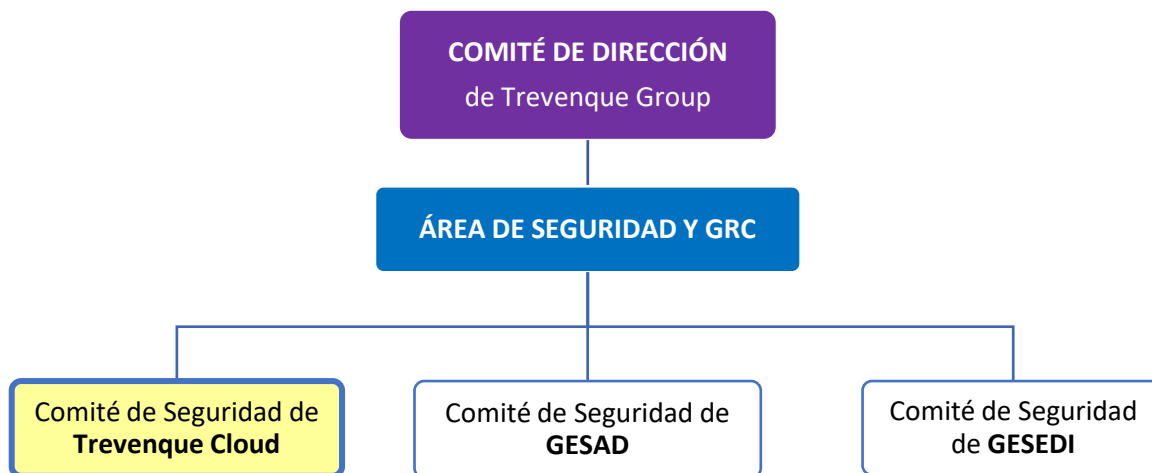 COMITÉ DE DIRECCIÓN
de Trevenque Group
ÁREA DE SEGURIDAD Y GRC
Comité de Seguridad de
Trevenque Cloud
Comité de Seguridad de
GESAD
Comité de Seguridad
de GESEDI